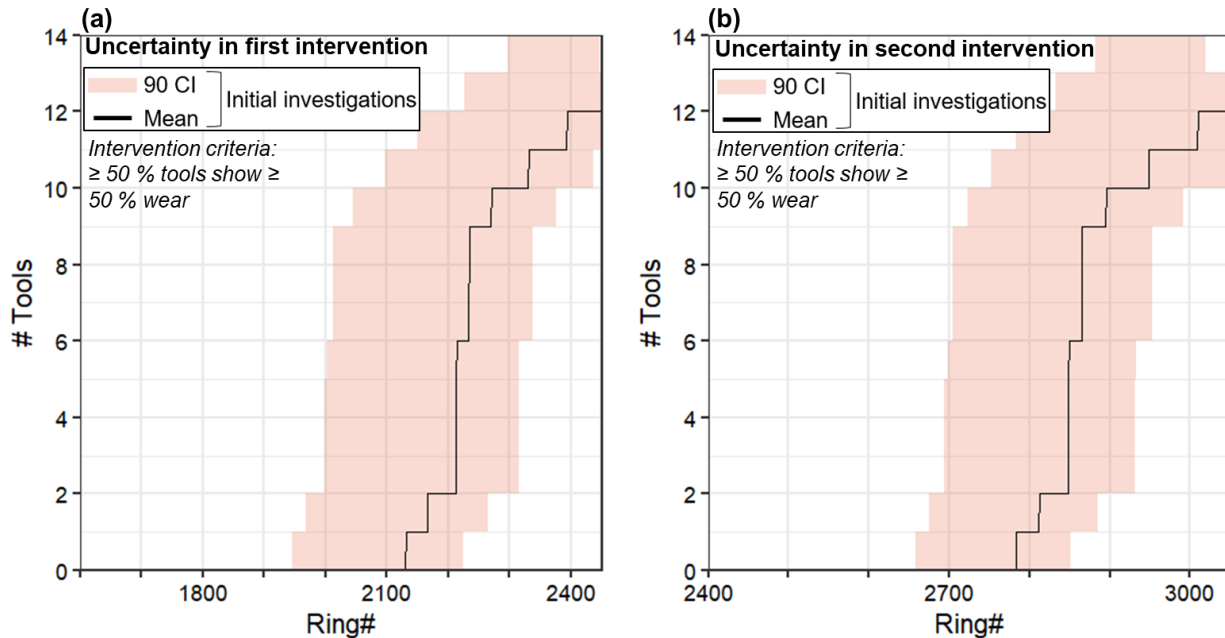 (a)
Uncertainty in first intervention
90 CI
Mean
Initial investigations
Intervention criteria:
≥ 50 % tools show ≥
50 % wear
# Tools
14
12
10
8
6
4
2
0
1800
2100
2400
Ring#
(b)
Uncertainty in second intervention
90 CI
Mean
Initial investigations
Intervention criteria:
≥ 50 % tools show ≥
50 % wear
# Tools
14
12
10
8
6
4
2
0
2400
2700
3000
Ring#